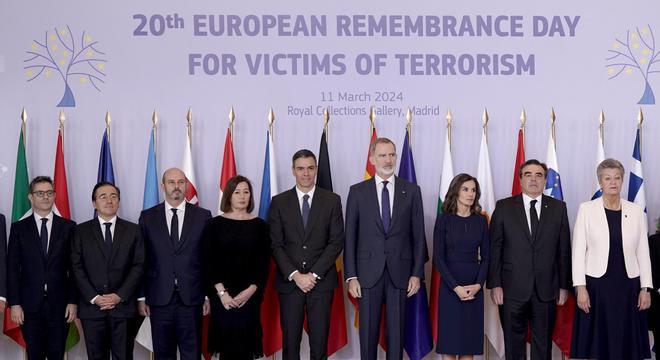 20th EUROPEAN REMEMBRANCE DAY
FOR VICTIMS OF TERRORISM
11 March 2024
Royal Collections Gallery, Madrid